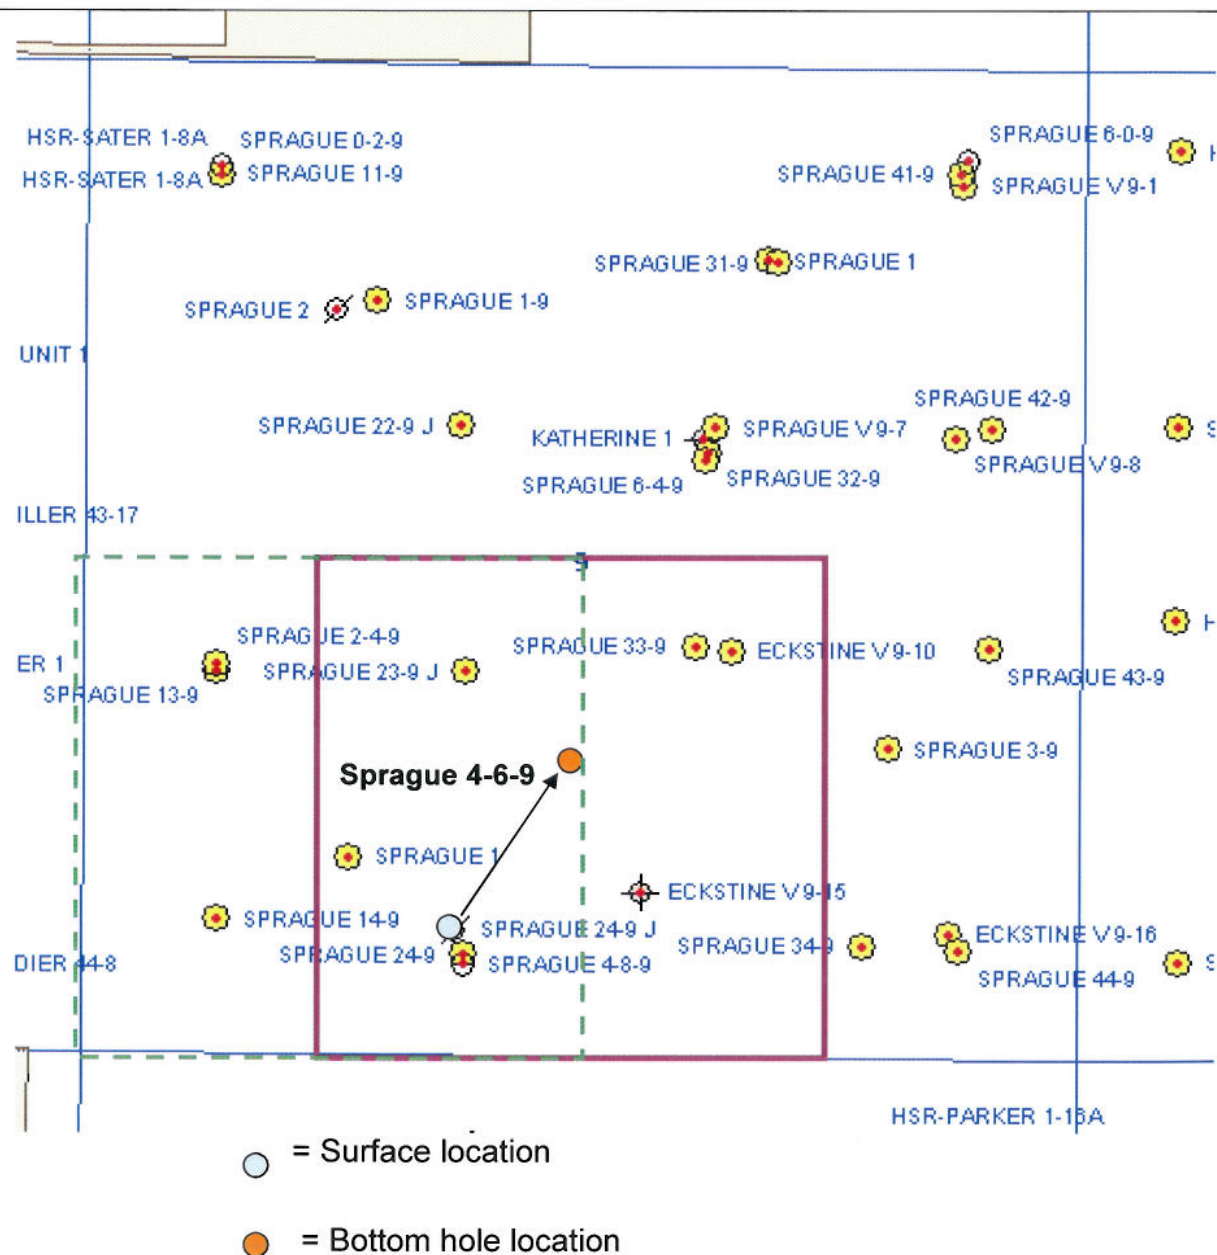 HSR-SATER 1-8A
SPRAGUE 0-2-9
SPRAGUE 6-0-9
H
HSR-SATER 1-8A
SPRAGUE 11-9
SPRAGUE 41-9
SPRAGUE V 9-1
SPRAGUE 31-9
SPRAGUE 1
SPRAGUE 2
SPRAGUE 1-9
UNIT 1
SPRAGUE 42-9
SPRAGUE 22-9 J
KATHERINE 1
SPRAGUE V 9-7
S
SPRAGUE V 9-8
SPRAGUE 6-4-9
SPRAGUE 32-9
ILLER 43-17
9
H
SPRAGUE 2-4-9
SPRAGUE 33-9
ECKSTINE V 9-10
ER 1
SPRAGUE 23-9 J
SPRAGUE 43-9
SPRAGUE 13-9
SPRAGUE 3-9
Sprague 4-6-9
SPRAGUE 1
ECKSTINE V 9-15
SPRAGUE 14-9
SPRAGUE 24-9 J
ECKSTINE V 9-16
SPRAGUE 34-9
SPRAGUE 24-9
DIER 44-8
SPRAGUE 4-8-9
S
SPRAGUE 44-9
HSR-PARKER 1-16A
= Surface location
= Bottom hole location